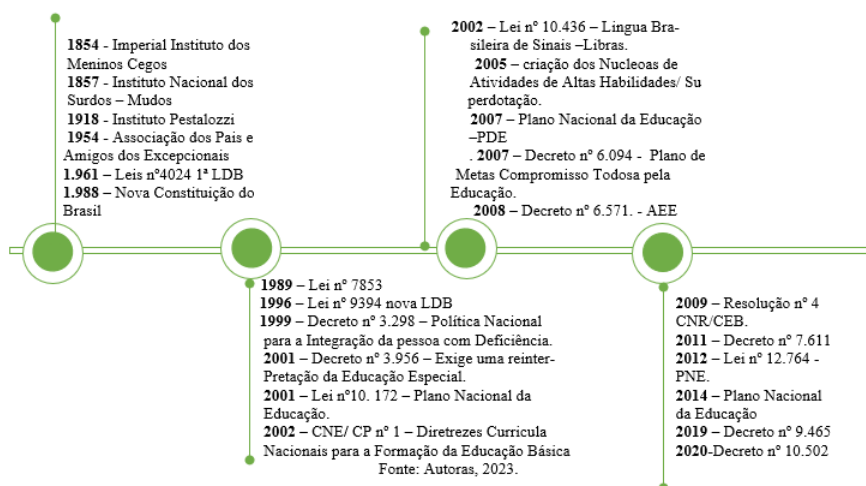 1854 - Imperial Instituto dos
Meninos Cegos
1857 - Instituto Nacional dos
Surdos – Mudos
1918 - Instituto Pestalozzi
1954 - Associação dos Pais e
Amigos dos Excepcionais
1.961 – Leis nº4024 1ª LDB
1.988 – Nova Constituição do
Brasil
1989 – Lei nº 7853
1996 – Lei nº 9394 nova LDB
1999 – Decreto nº 3.298 – Política Nacional
para a Integração da pessoa com Deficiência.
2001 – Decreto nº 3.956 – Exige uma reinter-
Pretação da Educação Especial.
2001 – Lei nº10. 172 – Plano Nacional da
Educação.
2002 – CNE/ CP nº 1 – Diretrezes Curricula
Nacionais para a Formação da Educação Básica
Fonte: Autoras, 2023.
2002 – Lei nº 10.436 – Lingua Bra-
sileira de Sinais –Libras.
2005 – criação dos Nucleoas de
Atividades de Altas Habilidades/ Su
perdotação.
2007 – Plano Nacional da Educação
–PDE
. 2007 – Decreto nº 6.094 - Plano de
Metas Compromisso Todosa pela
Educação.
2008 – Decreto nº 6.571. - AEE
2009 – Resolução nº 4
CNR/CEB.
2011 – Decreto nº 7.611
2012 – Lei nº 12.764 -
PNE.
2014 – Plano Nacional
da Educação
2019 – Decreto nº 9.465
2020-Decreto nº 10.502